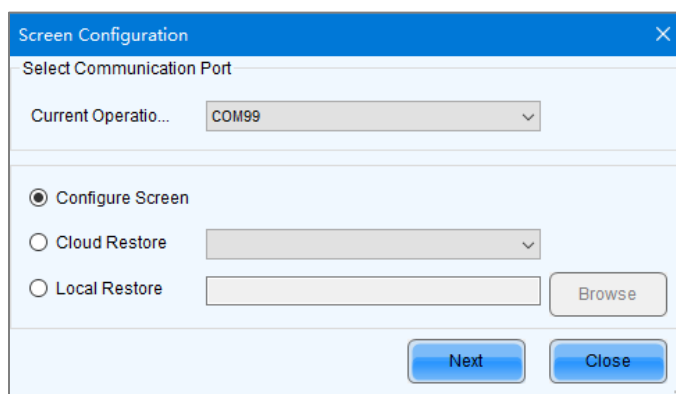 Screen Configuration
Select Communication Port
Current Operatio... COM99
Configure Screen
Cloud Restore
Local Restore Browse
Next Close